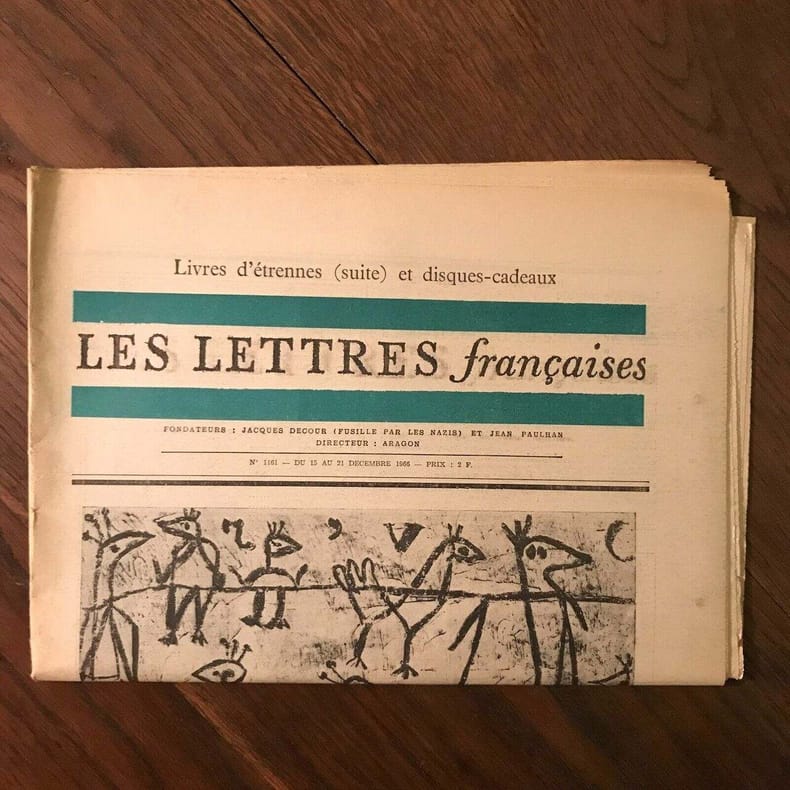 Livres d'étrennes (suite) et disques-cadeaux
LES LETTRES françaises
FONDATEURS : JACQUES DECOUR (FUSILLE PAR LES NAZIS) ET JEAN PAULHAN
DIRECTEUR : ARAGON
N° 1161 — DU 15 AU 21 DECEMBRE 1966 — PRIX : 2 F.